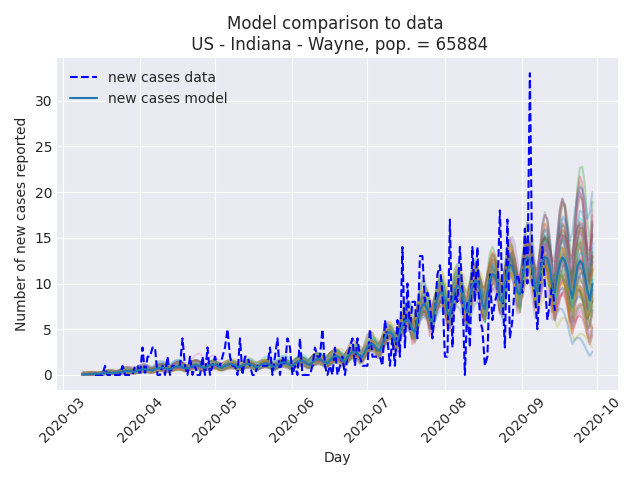 Model comparison to data
US - Indiana - Wayne, pop. = 65884
new cases data
new cases model
Number of new cases reported
30
25
20
15
10
5
0
2020-03
2020-04
2020-05
2020-06
2020-07
2020-08
2020-09
2020-10
Day